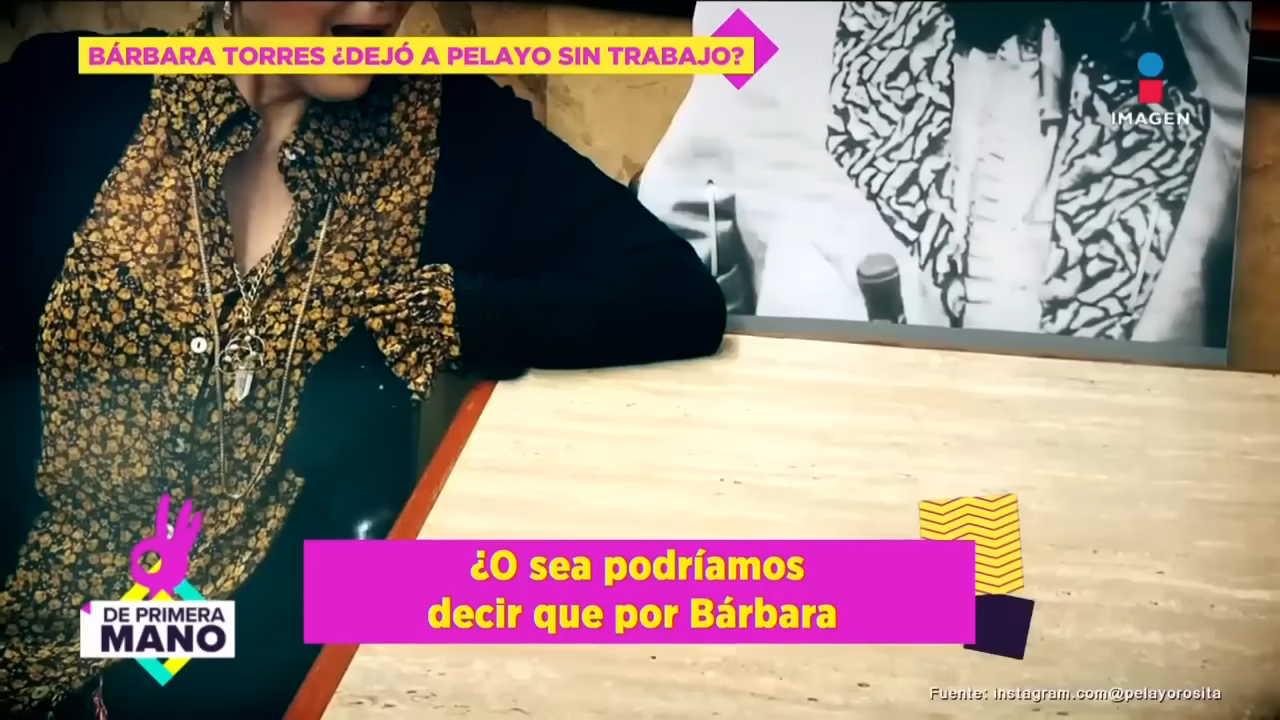 BÁRBARA TORRES ¿DEJÓ A PELAYO SIN TRABAJO?
IMAGEN
¿O sea podríamos
decir que por Bárbara
DE PRIMERA
MANO
Fuente: instagram.com@pelayorosita